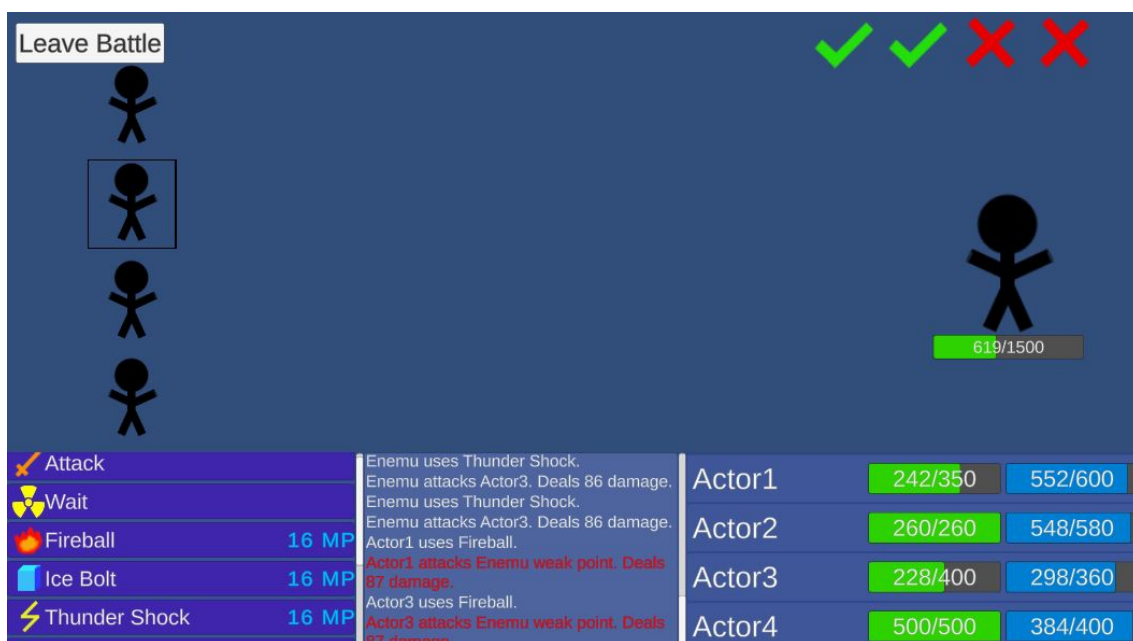 Leave Battle
619/1500
Attack
Wait
Fireball 16 MP
Ice Bolt 16 MP
Thunder Shock 16 MP
Enemu uses Thunder Shock.
Enemu attacks Actor3. Deals 86 damage.
Enemu uses Thunder Shock.
Enemu attacks Actor3. Deals 86 damage.
Actor1 uses Fireball.
Actor1 attacks Enemu weak point. Deals
87 damage.
Actor3 uses Fireball.
Actor3 attacks Enemu weak point. Deals
87 damage.
Actor1 242/350 552/600
Actor2 260/260 548/580
Actor3 228/400 298/360
Actor4 500/500 384/400